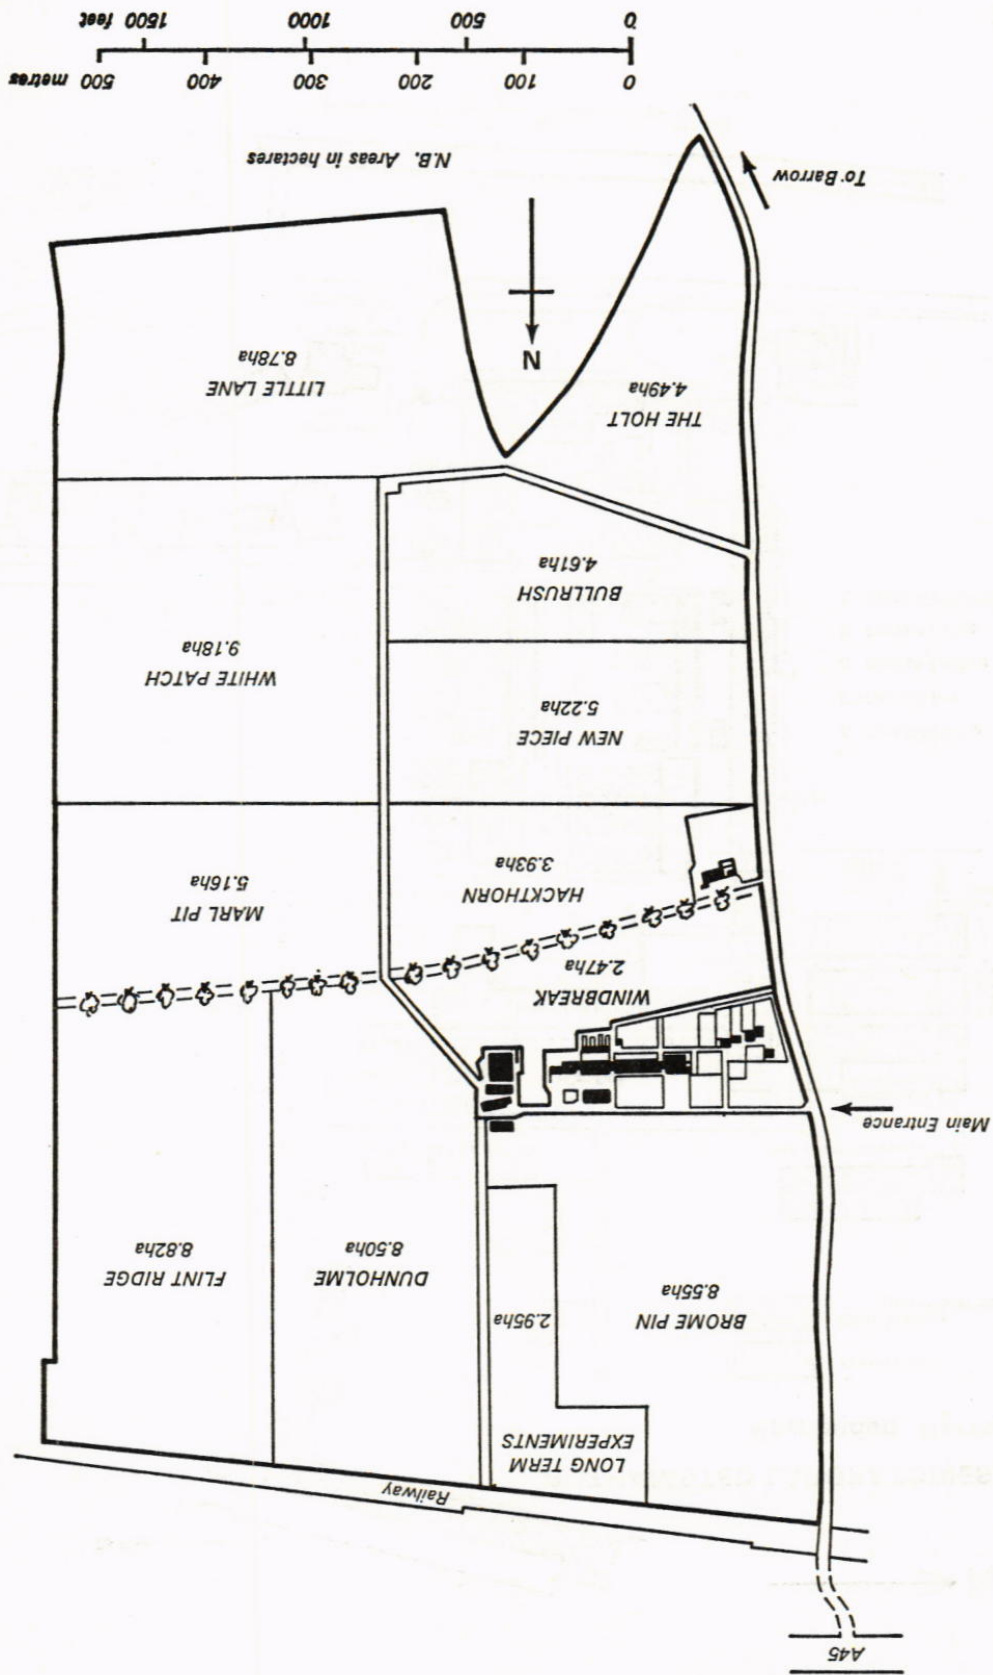 A45
Railway
LONG TERM
EXPERIMENTS
2.95ha
BROME PIN
8.55ha
DUNHOLME
8.50ha
FLINT RIDGE
8.82ha
Main Entrance
WINDBREAK
2.47ha
HACKTHORN
3.93ha
MARL PIT
5.16ha
NEW PIECE
5.22ha
WHITE PATCH
9.18ha
BULLRUSH
4.61ha
THE HOLT
4.49ha
LITTLE LANE
8.78ha
N
To Barrow
N.B. Areas in hectares
0 100 200 300 400 500 metres
0 500 1000 1500 feet